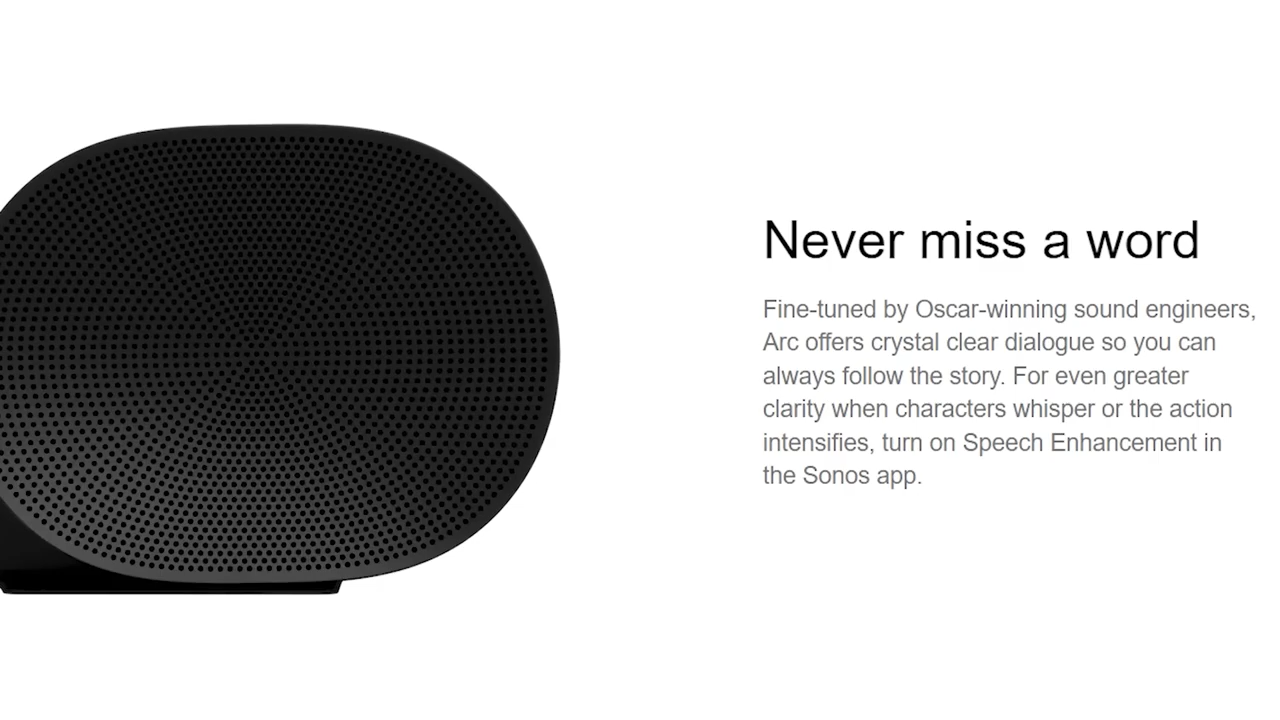 Never miss a word
Fine-tuned by Oscar-winning sound engineers,
Arc offers crystal clear dialogue so you can
always follow the story. For even greater
clarity when characters whisper or the action
intensifies, turn on Speech Enhancement in
the Sonos app.